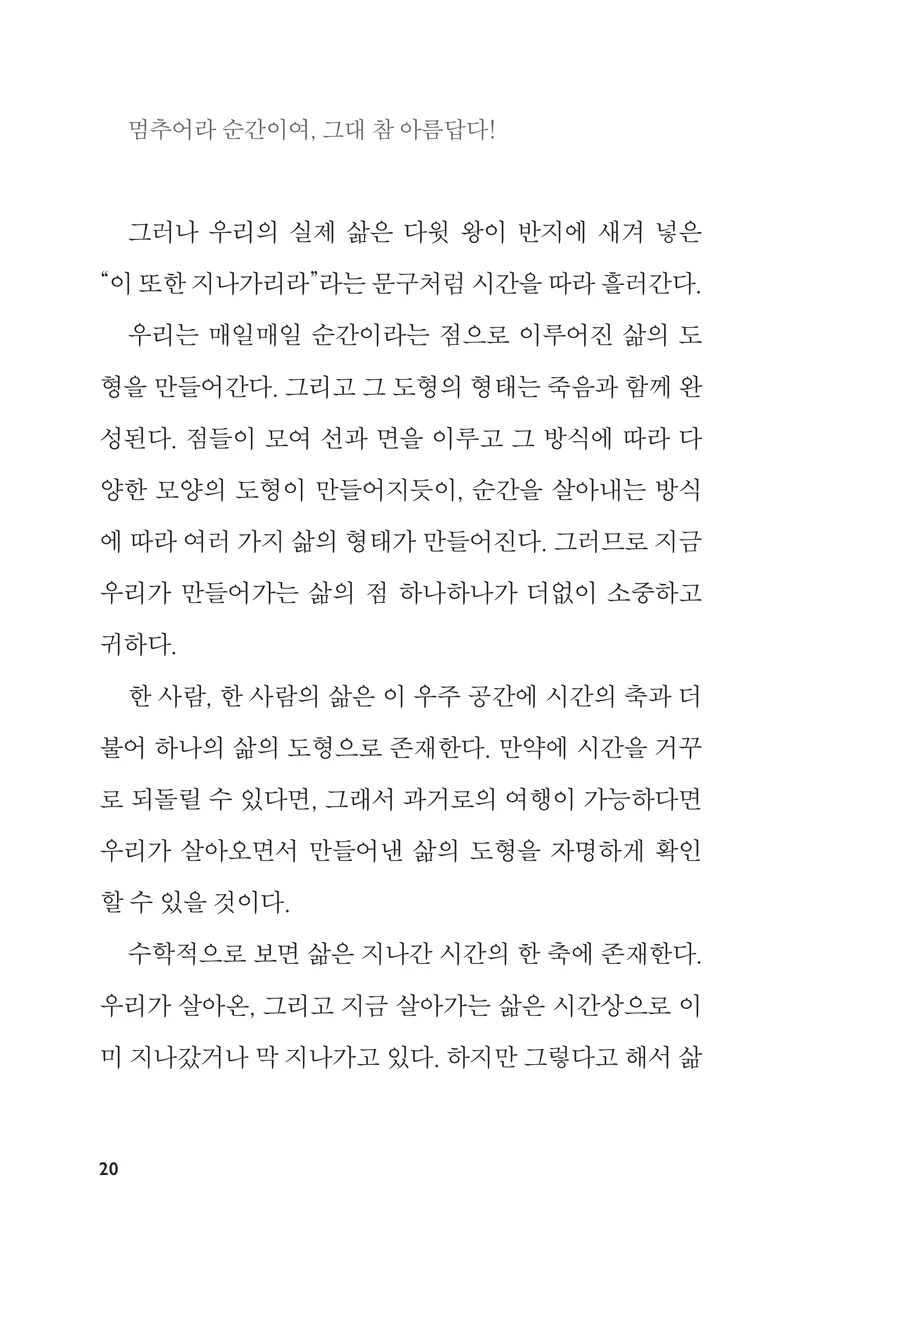 멈추어라 순간이여, 그대 참 아름답다!
그러나 우리의 실제 삶은 다윗 왕이 반지에 새겨 넣은
“이 또한 지나가리라”라는 문구처럼 시간을 따라 흘러간다.
우리는 매일매일 순간이라는 점으로 이루어진 삶의 도
형을 만들어간다. 그리고 그 도형의 형태는 죽음과 함께 완
성된다. 점들이 모여 선과 면을 이루고 그 방식에 따라 다
양한 모양의 도형이 만들어지듯이, 순간을 살아내는 방식
에 따라 여러 가지 삶의 형태가 만들어진다. 그러므로 지금
우리가 만들어가는 삶의 점 하나하나가 더없이 소중하고
귀하다.
한 사람, 한 사람의 삶은 이 우주 공간에 시간의 축과 더
불어 하나의 삶의 도형으로 존재한다. 만약에 시간을 거꾸
로 되돌릴 수 있다면, 그래서 과거로의 여행이 가능하다면
우리가 살아오면서 만들어낸 삶의 도형을 자명하게 확인
할 수 있을 것이다.
수학적으로 보면 삶은 지나간 시간의 한 축에 존재한다.
우리가 살아온, 그리고 지금 살아가는 삶은 시간상으로 이
미 지나갔거나 막 지나가고 있다. 하지만 그렇다고 해서 삶
20